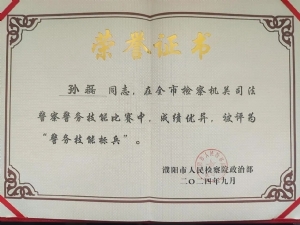 荣誉证书
孙磊 同志，在全市检察机关司法
警察警务技能比赛中，成绩优异，被评为
“警务技能标兵”。
濮阳市人民检察院政治部
二〇二四年九月